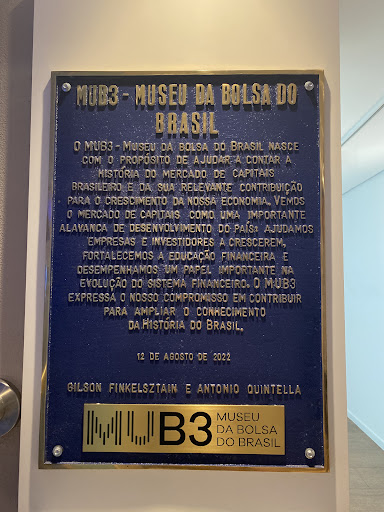 MUB3 - MUSEU DA BOLSA DO
BRASIL
O MUB3 - MUSEU DA BOLSA DO BRASIL NASCE
COM O PROPÓSITO DE AJUDAR A CONTAR A
HISTÓRIA DO MERCADO DE CAPITAIS
BRASILEIRO E DA SUA RELEVANTE CONTRIBUIÇÃO
PARA O CRESCIMENTO DA NOSSA ECONOMIA. VEMOS
O MERCADO DE CAPITAIS COMO UMA IMPORTANTE
ALAVANCA DE DESENVOLVIMENTO DO PAÍS: AJUDAMOS
EMPRESAS E INVESTIDORES A CRESCEREM,
FORTALECEMOS A EDUCAÇÃO FINANCEIRA E
DESEMPENHAMOS UM PAPEL IMPORTANTE NA
EVOLUÇÃO DO SISTEMA FINANCEIRO. O MUB3
EXPRESSA O NOSSO COMPROMISSO EM CONTRIBUIR
PARA AMPLIAR O CONHECIMENTO
DA HISTÓRIA DO BRASIL.
12 DE AGOSTO DE 2022
GILSON FINKELSZTAIN E ANTONIO QUINTELLA
MUB3 MUSEU
DA BOLSA
DO BRASIL